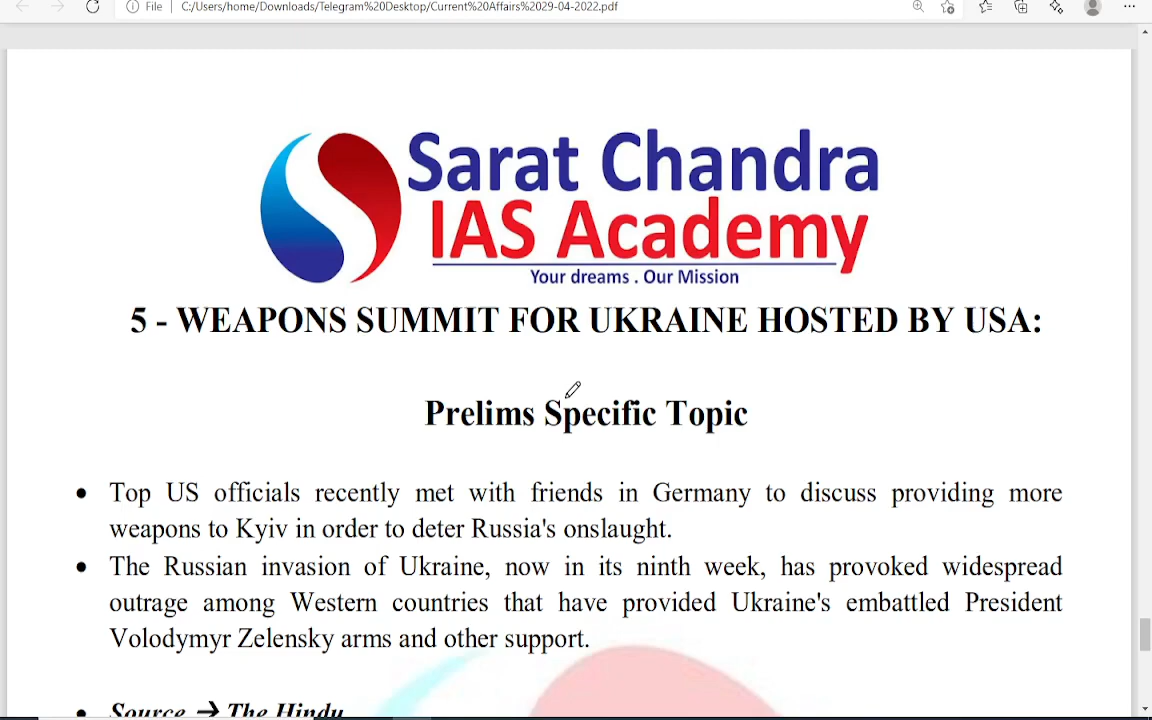 File | C:/Users/home/Downloads/Telegram%20Desktop/Current%20Affairs%2029-04-2022.pdf
Sarat Chandra
IAS Academy
Your dreams . Our Mission
5 - WEAPONS SUMMIT FOR UKRAINE HOSTED BY USA:
Prelims Specific Topic
• Top US officials recently met with friends in Germany to discuss providing more
weapons to Kyiv in order to deter Russia's onslaught.
• The Russian invasion of Ukraine, now in its ninth week, has provoked widespread
outrage among Western countries that have provided Ukraine's embattled President
Volodymyr Zelensky arms and other support.
• Source → The Hindu